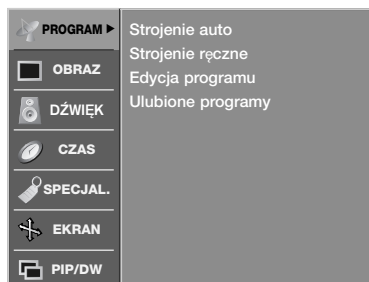 PROGRAM ►
OBRAZ
DŹWIĘK
CZAS
SPECJAL.
EKRAN
PIP/DW
Strojenie auto
Strojenie ręczne
Edycja programu
Ulubione programy